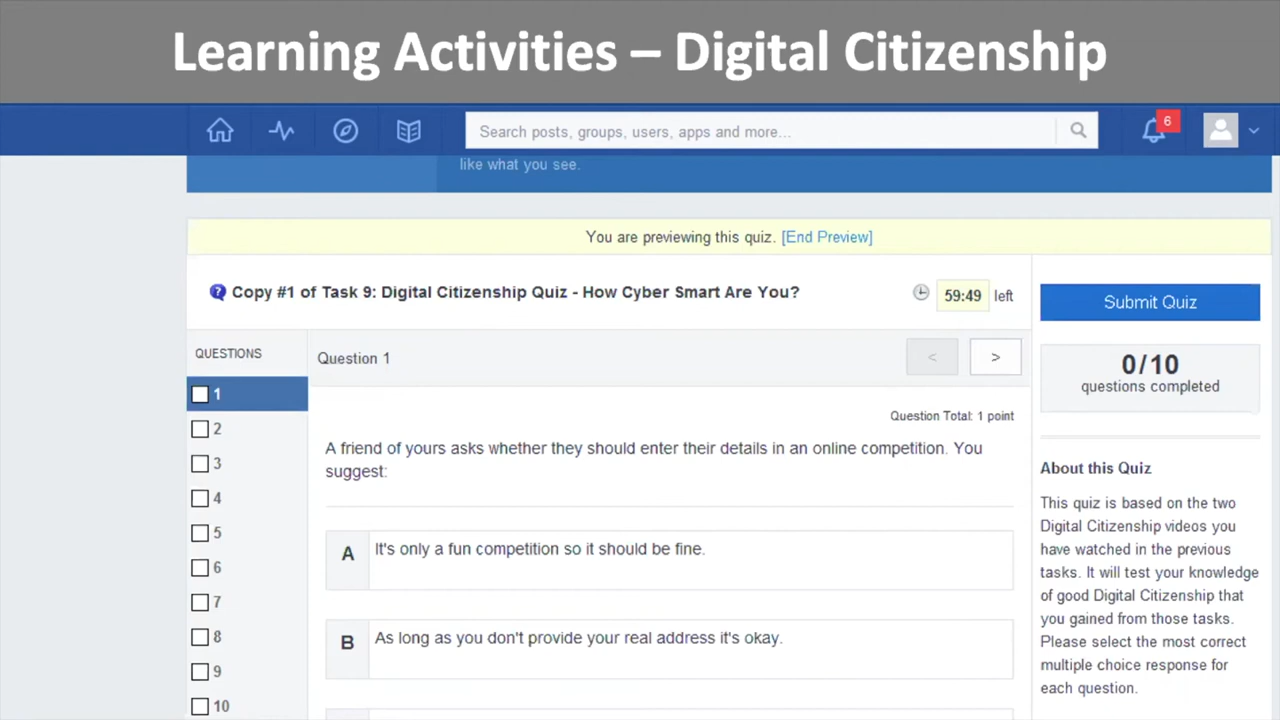 Learning Activities – Digital Citizenship
Search posts, groups, users, apps and more...
6
like what you see.
You are previewing this quiz. [End Preview]
Copy #1 of Task 9: Digital Citizenship Quiz - How Cyber Smart Are You?
59:49 left
Submit Quiz
0/10
questions completed
QUESTIONS
1
2
3
4
5
6
7
8
9
10
Question 1
<
>
Question Total: 1 point
A friend of yours asks whether they should enter their details in an online competition. You
suggest:
A It's only a fun competition so it should be fine.
B As long as you don't provide your real address it's okay.
About this Quiz
This quiz is based on the two
Digital Citizenship videos you
have watched in the previous
tasks. It will test your knowledge
of good Digital Citizenship that
you gained from those tasks.
Please select the most correct
multiple choice response for
each question.